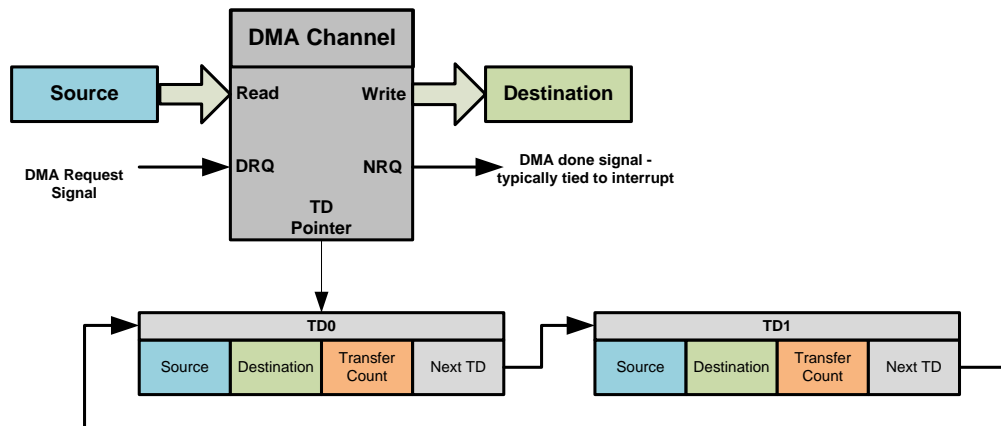 DMA Channel
Source
Read
Write
Destination
DMA Request
Signal
DRQ
NRQ
DMA done signal -
typically tied to interrupt
TD
Pointer
TD0
Source
Destination
Transfer
Count
Next TD
TD1
Source
Destination
Transfer
Count
Next TD